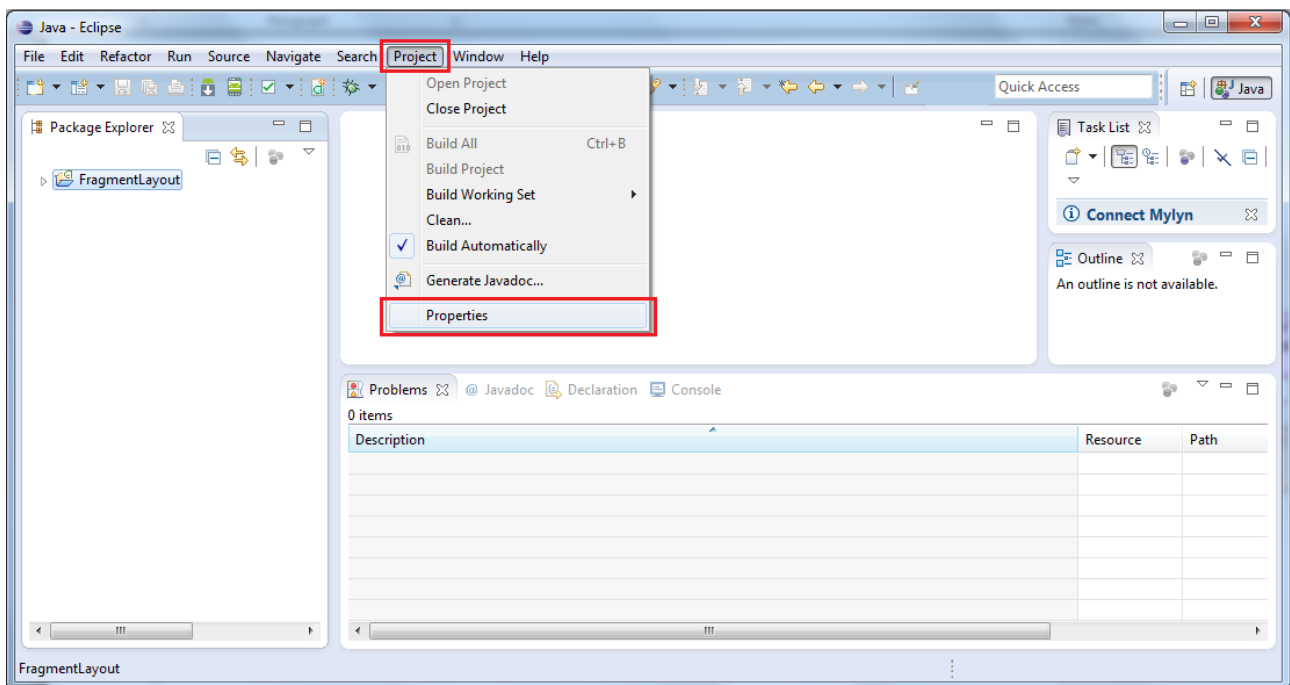 Java - Eclipse
File Edit Refactor Run Source Navigate Search Project Window Help
Quick Access
Java
Package Explorer
FragmentLayout
Open Project
Close Project
Build All Ctrl+B
Build Project
Build Working Set
Clean...
Build Automatically
Generate Javadoc...
Properties
Task List
Connect Mylyn
Outline
An outline is not available.
Problems @ Javadoc Declaration Console
0 items
Description Resource Path
FragmentLayout